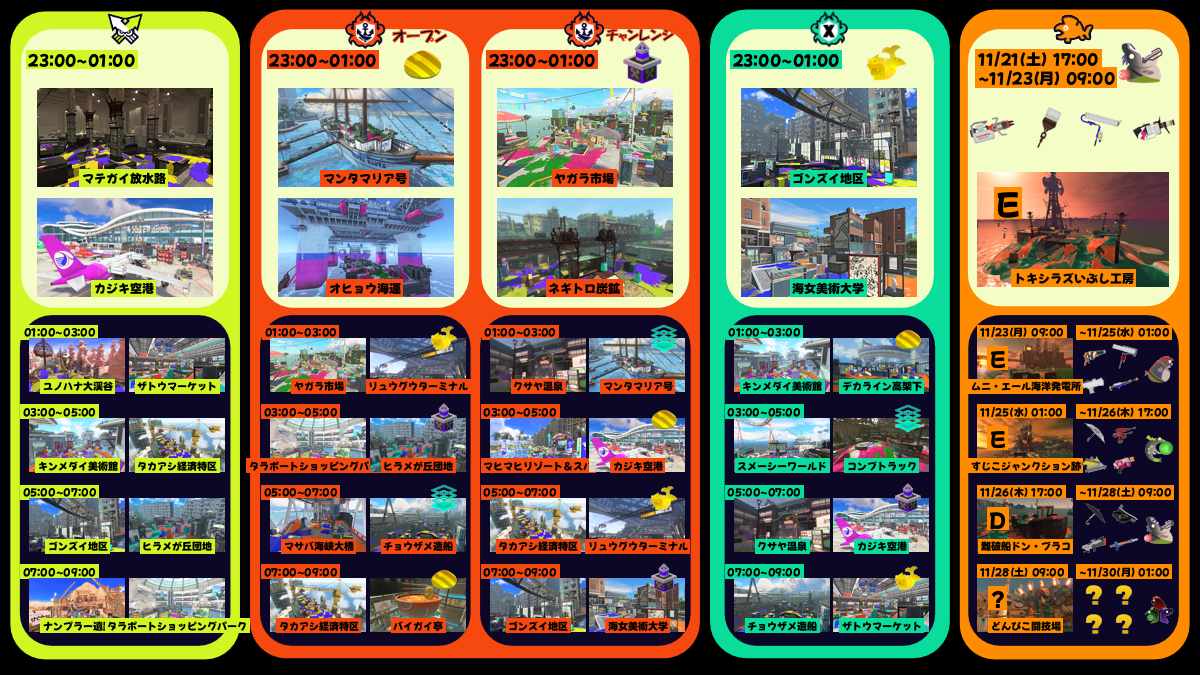 23:00~01:00
マテガイ放水路
カジキ空港
01:00~03:00
ユノハナ大渓谷
ザトウマーケット
03:00~05:00
キンメダイ美術館
タカアシ経済特区
05:00~07:00
ゴンズイ地区
ヒラメが丘団地
07:00~09:00
ナンプラー遺
タラポートショッピングパーク
オープン
23:00~01:00
マンタマリア号
オヒョウ海運
01:00~03:00
ヤガラ市場
リュウグウターミナル
03:00~05:00
タラポートショッピングパ
ヒラメが丘団地
05:00~07:00
マサバ海峡大橋
チョウザメ造船
07:00~09:00
タカアシ経済特区
バイガイ亭
チャレンジ
23:00~01:00
ヤガラ市場
ネギトロ炭鉱
01:00~03:00
クサヤ温泉
マンタマリア号
03:00~05:00
マヒマヒリゾート&スパ
カジキ空港
05:00~07:00
タカアシ経済特区
リュウグウターミナル
07:00~09:00
ゴンズイ地区
海女美術大学
X
23:00~01:00
ゴンズイ地区
海女美術大学
01:00~03:00
キンメダイ美術館
デカライン高架下
03:00~05:00
スメーシーワールド
コンブトラック
05:00~07:00
クサヤ温泉
カジキ空港
07:00~09:00
チョウザメ造船
ザトウマーケット
11/21(土) 17:00
~11/23(月) 09:00
E
トキシラズいぶし工房
11/23(月) 09:00
~11/25(水) 01:00
E
ムニ・エール海洋発電所
11/25(水) 01:00
~11/26(木) 17:00
E
すじこジャンクション跡
11/26(木) 17:00
~11/28(土) 09:00
D
難破船ドン・ブラコ
11/28(土) 09:00
~11/30(月) 01:00
?
? ?
? ?
どんぴこ闘技場